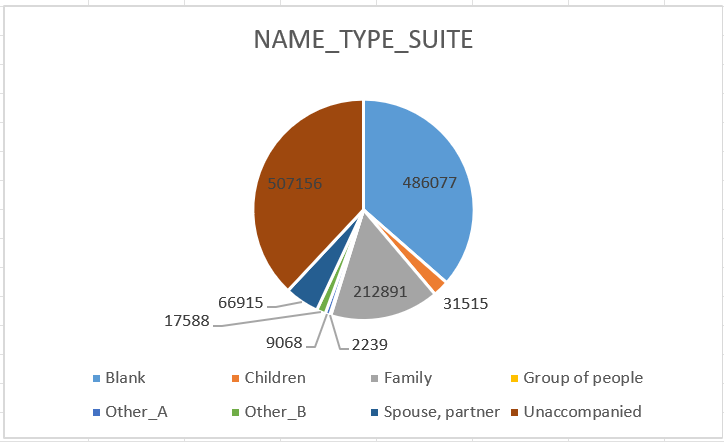 NAME_TYPE_SUITE
507156
486077
212891
31515
66915
17588
9068
2239
Blank Children Family Group of people
Other_A Other_B Spouse, partner Unaccompanied